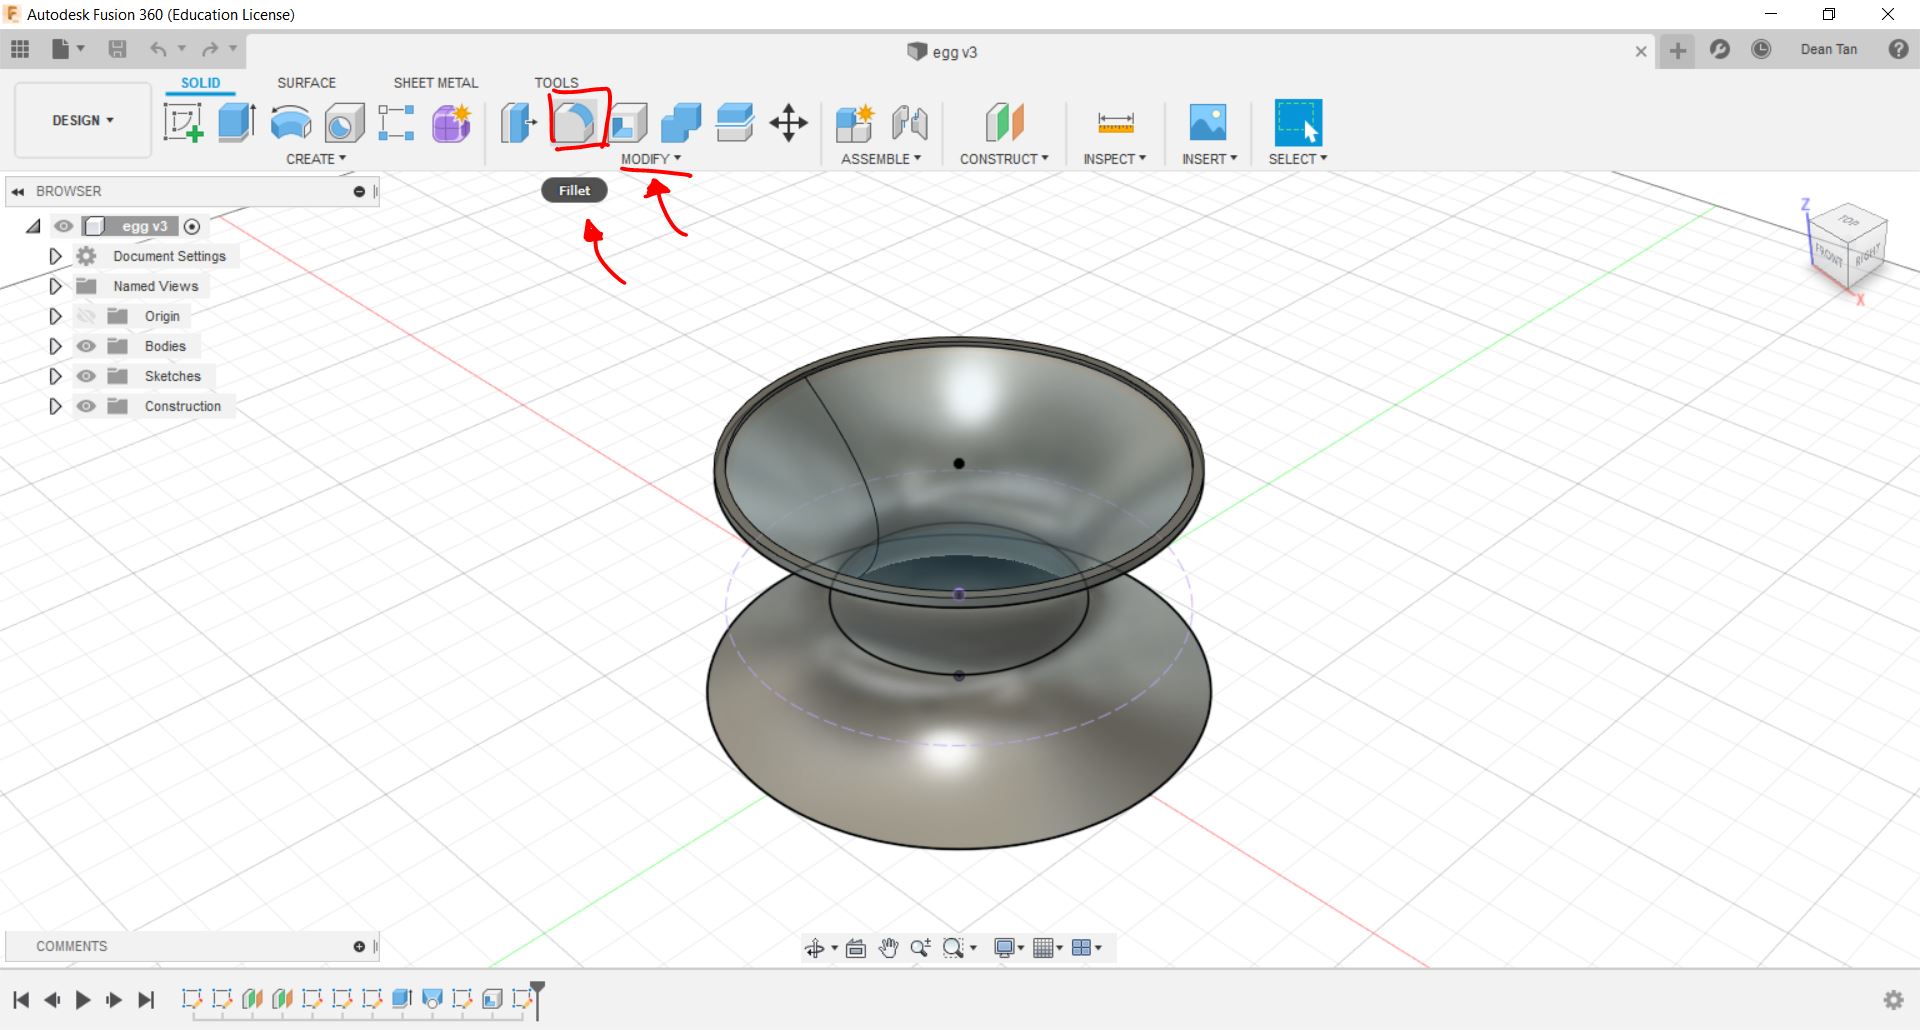 Autodesk Fusion 360 (Education License)
egg v3
Dean Tan
SOLID SURFACE SHEET METAL TOOLS
DESIGN
CREATE MODIFY ASSEMBLE CONSTRUCT INSPECT INSERT SELECT
BROWSER
Fillet
egg v3
Document Settings
Named Views
Origin
Bodies
Sketches
Construction
Z
TOP
FRONT
RIGHT
X
COMMENTS